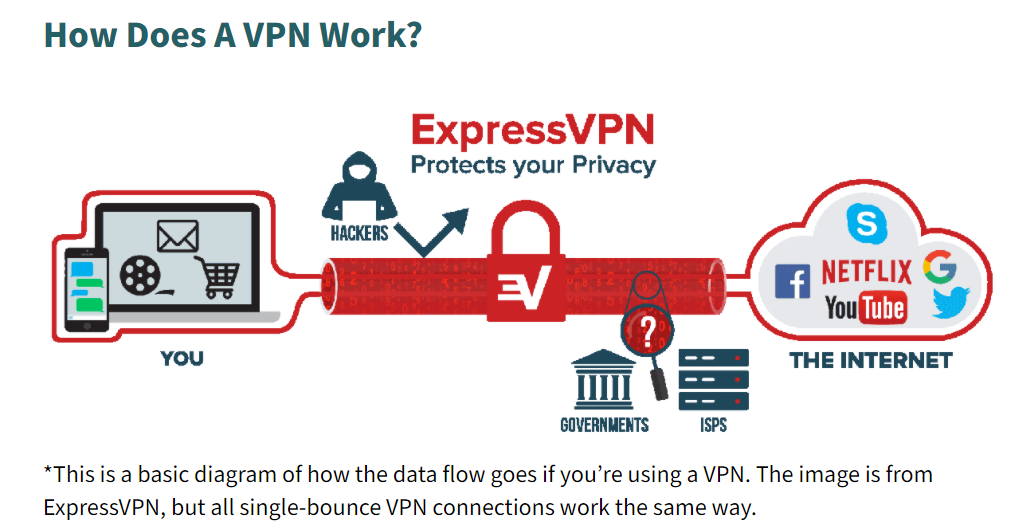 How Does A VPN Work?
ExpressVPN
Protects your Privacy
HACKERS
S
f
NETFLIX
G
YouTube
?
YOU
THE INTERNET
GOVERNMENTS
ISPS
*This is a basic diagram of how the data flow goes if you’re using a VPN. The image is from
ExpressVPN, but all single-bounce VPN connections work the same way.